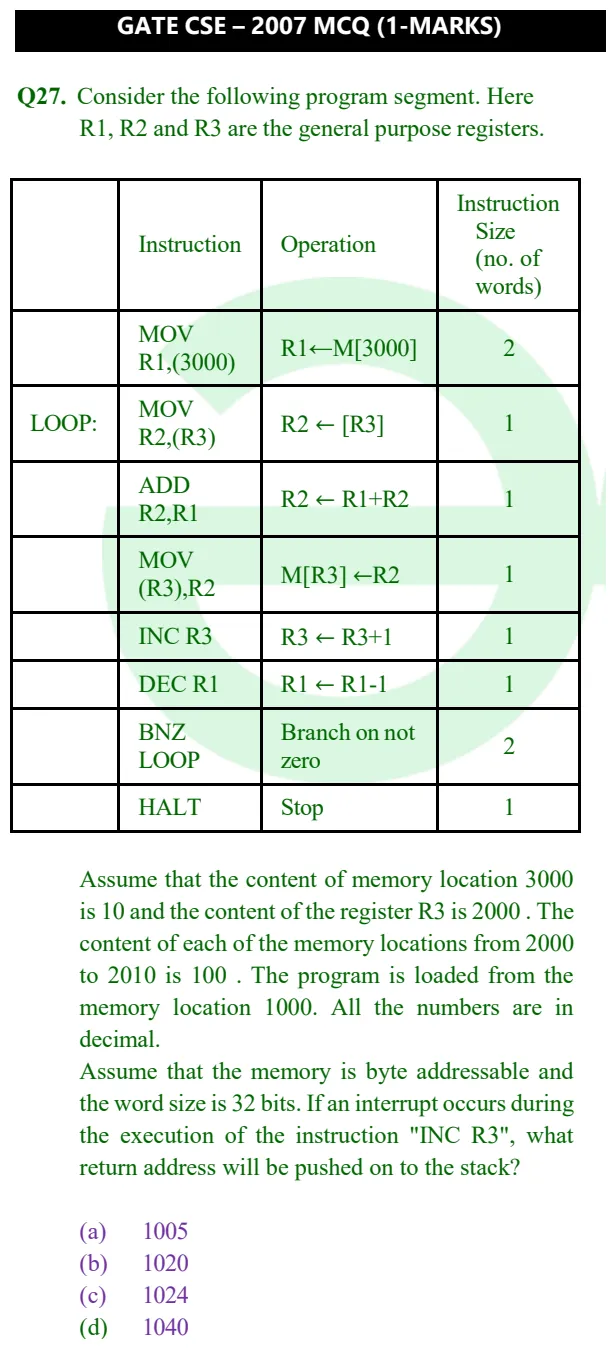 GATE CSE – 2007 MCQ (1-MARKS)
Q27. Consider the following program segment. Here
R1, R2 and R3 are the general purpose registers.
Instruction Operation Instruction
Size
(no. of
words)
MOV
R1,(3000) R1←M[3000] 2
LOOP: MOV
R2,(R3) R2 ← [R3] 1
ADD
R2,R1 R2 ← R1+R2 1
MOV
(R3),R2 M[R3] ←R2 1
INC R3 R3 ← R3+1 1
DEC R1 R1 ← R1-1 1
BNZ
LOOP Branch on not
zero 2
HALT Stop 1
Assume that the content of memory location 3000
is 10 and the content of the register R3 is 2000 . The
content of each of the memory locations from 2000
to 2010 is 100 . The program is loaded from the
memory location 1000. All the numbers are in
decimal.
Assume that the memory is byte addressable and
the word size is 32 bits. If an interrupt occurs during
the execution of the instruction "INC R3", what
return address will be pushed on to the stack?
(a) 1005
(b) 1020
(c) 1024
(d) 1040